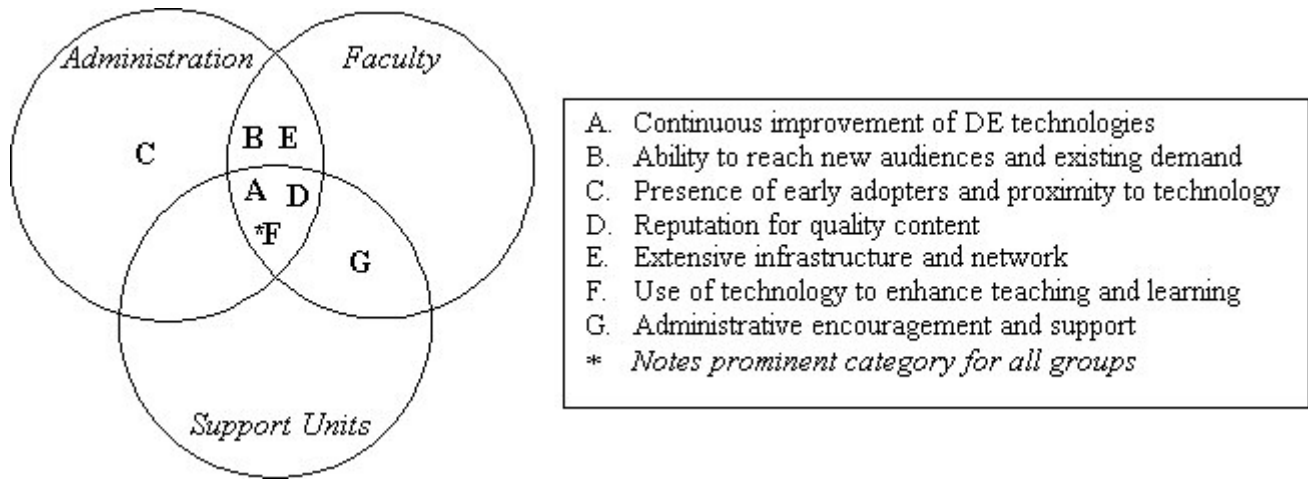 Administration
Faculty
B E
C
A D
*F
G
Support Units
A. Continuous improvement of DE technologies
B. Ability to reach new audiences and existing demand
C. Presence of early adopters and proximity to technology
D. Reputation for quality content
E. Extensive infrastructure and network
F. Use of technology to enhance teaching and learning
G. Administrative encouragement and support
* Notes prominent category for all groups